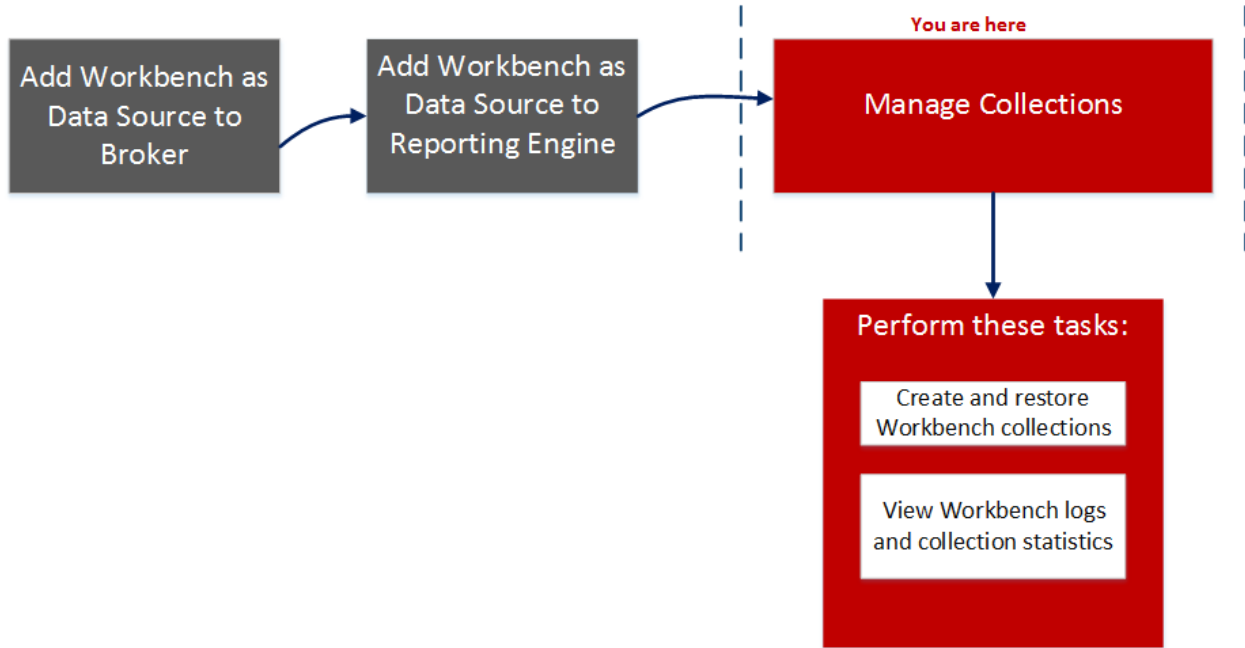 You are here
Add Workbench as
Data Source to
Broker
Add Workbench as
Data Source to
Reporting Engine
Manage Collections
Perform these tasks:
Create and restore
Workbench collections
View Workbench logs
and collection statistics